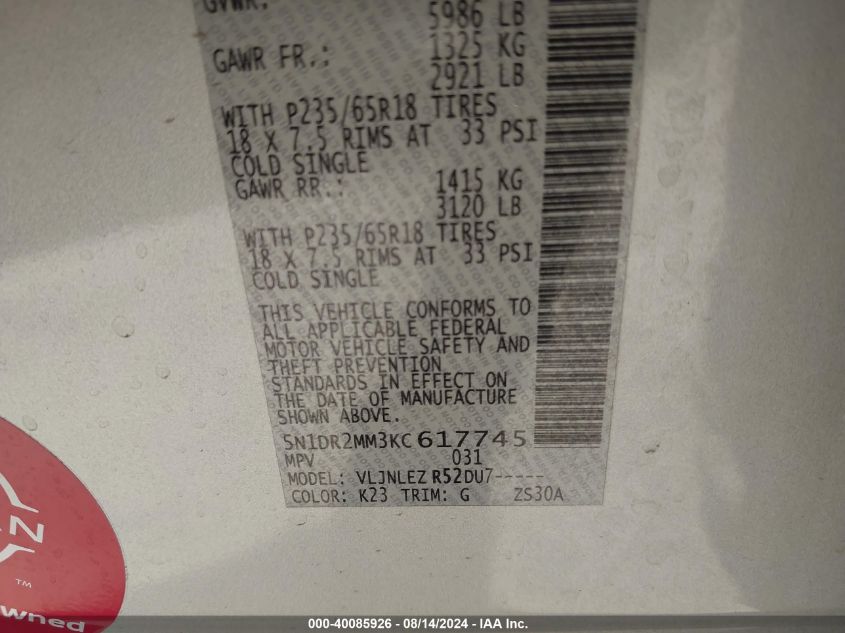 GVWR:
5986 LB
GAWR FR.: 1325 KG
2921 LB
WITH P235/65R18 TIRES
18 X 7.5 RIMS AT 33 PSI
COLD SINGLE
GAWR RR.: 1415 KG
3120 LB
WITH P235/65R18 TIRES
18 X 7.5 RIMS AT 33 PSI
COLD SINGLE
THIS VEHICLE CONFORMS TO
ALL APPLICABLE FEDERAL
MOTOR VEHICLE SAFETY AND
THEFT PREVENTION
STANDARDS IN EFFECT ON
THE DATE OF MANUFACTURE
SHOWN ABOVE.
5N1DR2MM3KC617745
MPV 031
MODEL: VLJNLEZ R52DU7-----
COLOR: K23 TRIM: G ZS30A
N
TM
owned
000-40085926 - 08/14/2024 - IAA Inc.